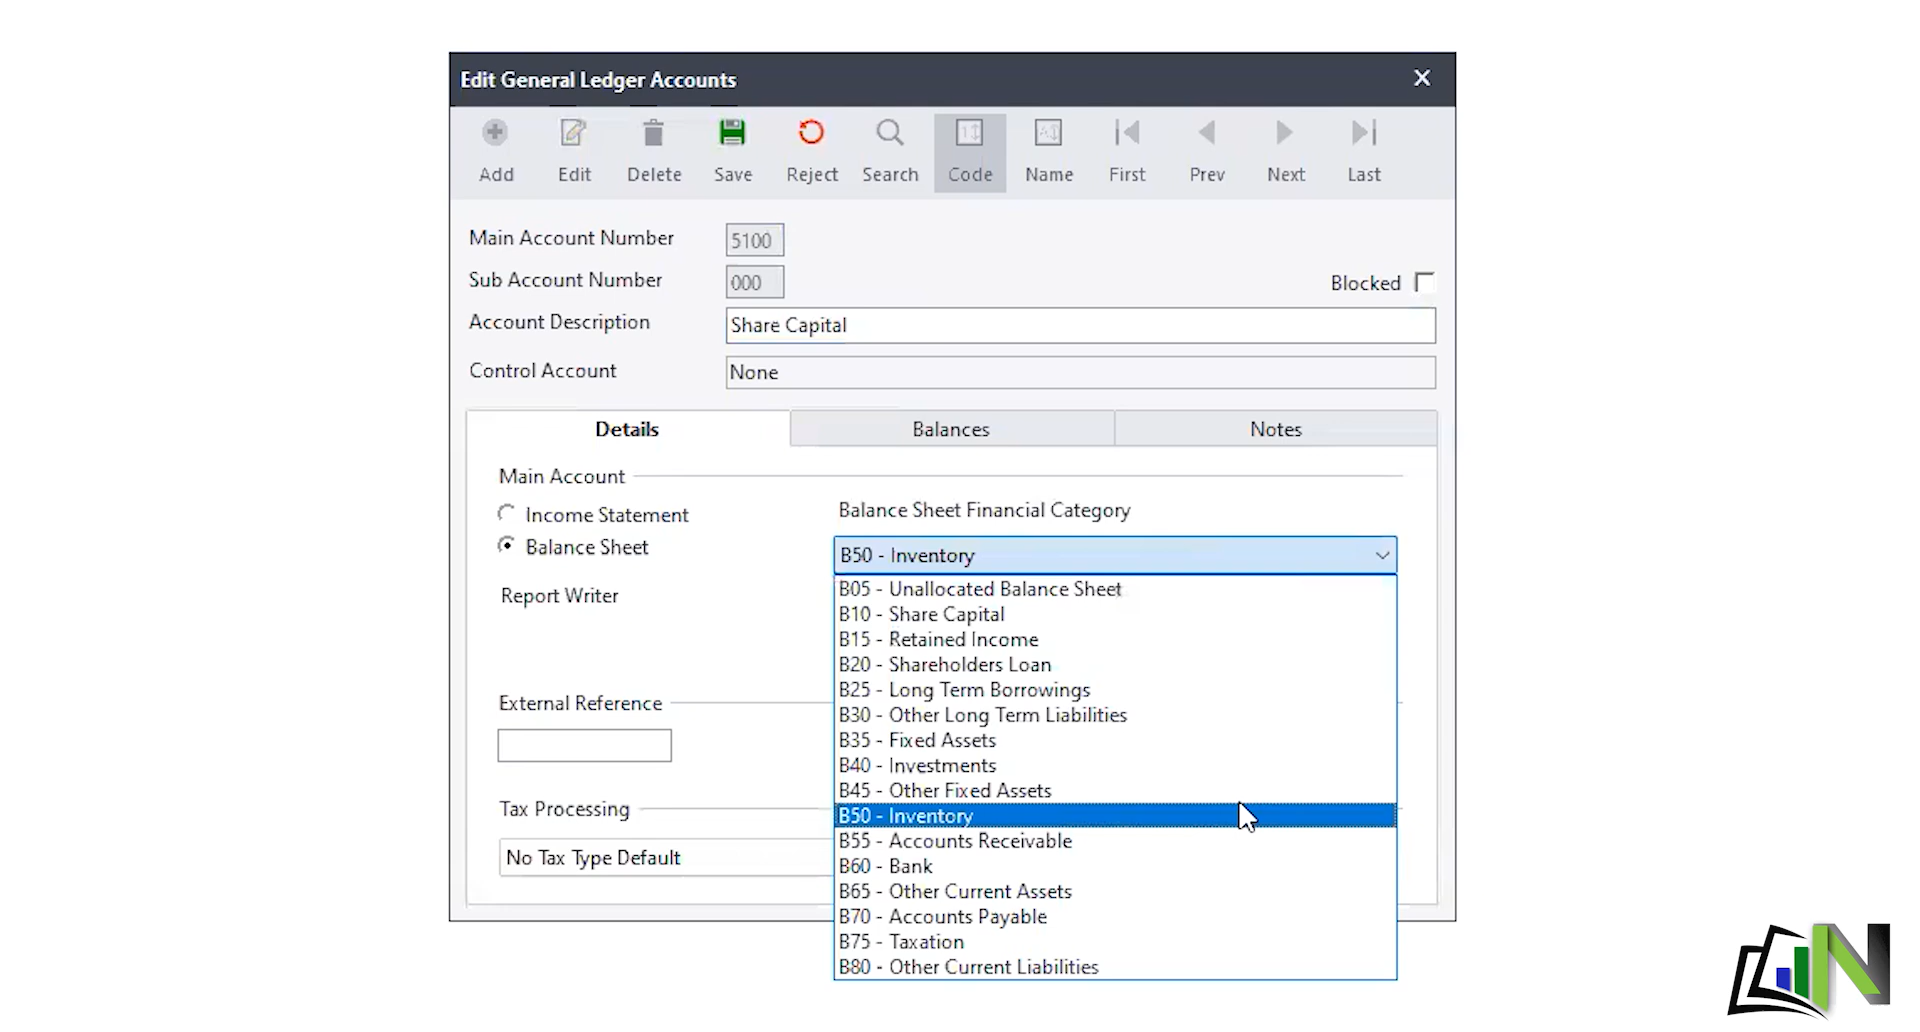 Edit General Ledger Accounts
Add Edit Delete Save Reject Search Code Name First Prev Next Last
Main Account Number 5100
Sub Account Number 000
Blocked
Account Description Share Capital
Control Account None
Details Balances Notes
Main Account
Income Statement
Balance Sheet
Balance Sheet Financial Category
B50 - Inventory
Report Writer
B05 - Unallocated Balance Sheet
B10 - Share Capital
B15 - Retained Income
B20 - Shareholders Loan
B25 - Long Term Borrowings
B30 - Other Long Term Liabilities
B35 - Fixed Assets
B40 - Investments
B45 - Other Fixed Assets
B50 - Inventory
B55 - Accounts Receivable
B60 - Bank
B65 - Other Current Assets
B70 - Accounts Payable
B75 - Taxation
B80 - Other Current Liabilities
External Reference
Tax Processing
No Tax Type Default
N